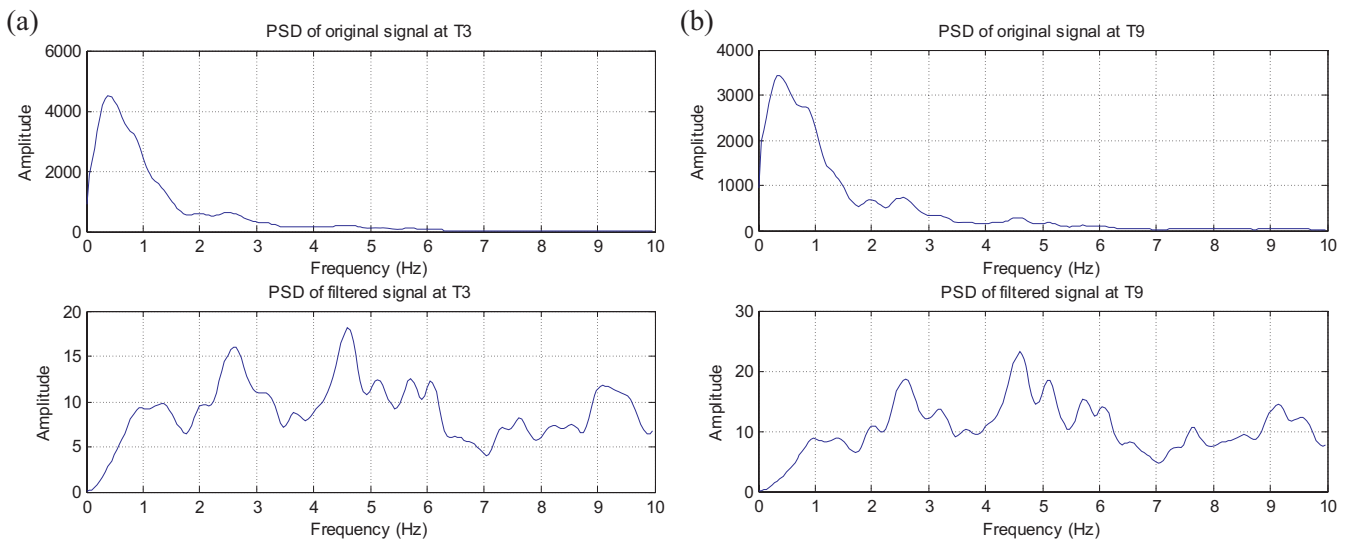 (a)
PSD of original signal at T3
6000
4000
2000
0
Amplitude
0 1 2 3 4 5 6 7 8 9 10
Frequency (Hz)
PSD of filtered signal at T3
20
15
10
5
0
Amplitude
0 1 2 3 4 5 6 7 8 9 10
Frequency (Hz)
(b)
PSD of original signal at T9
4000
3000
2000
1000
0
Amplitude
0 1 2 3 4 5 6 7 8 9 10
Frequency (Hz)
PSD of filtered signal at T9
30
20
10
0
Amplitude
0 1 2 3 4 5 6 7 8 9 10
Frequency (Hz)